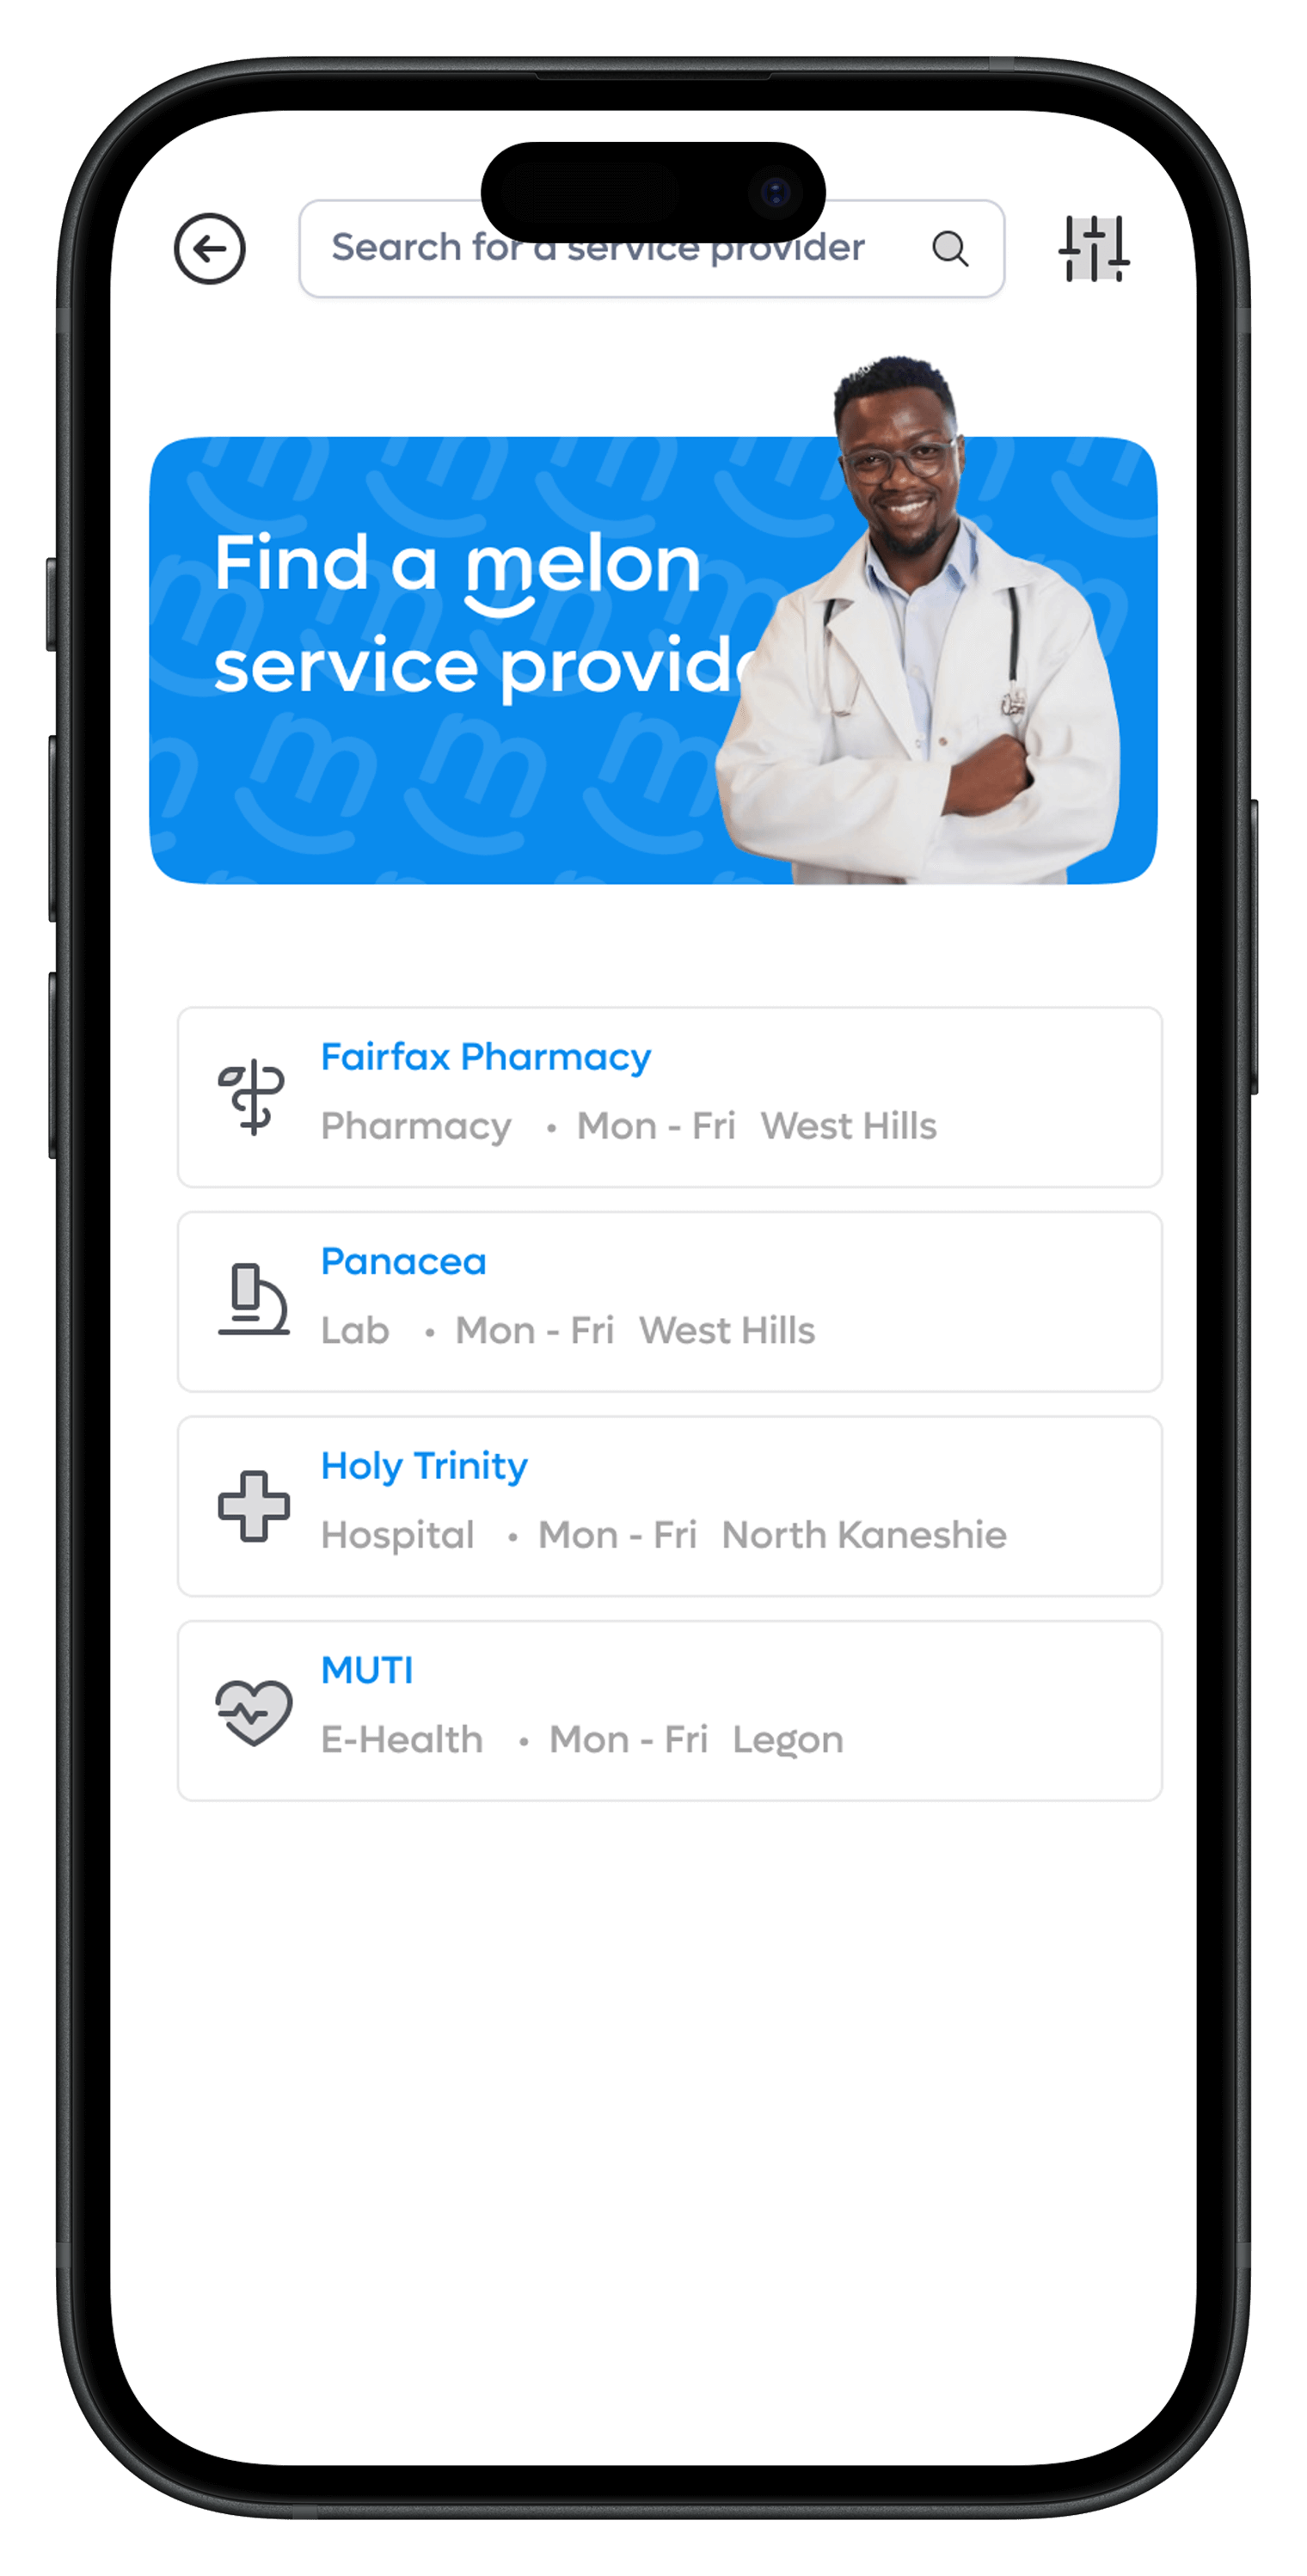 Search for a service provider
Find a melon
service provid
Fairfax Pharmacy
Pharmacy • Mon - Fri West Hills
Panacea
Lab • Mon - Fri West Hills
Holy Trinity
Hospital • Mon - Fri North Kaneshie
MUTI
E-Health • Mon - Fri Legon